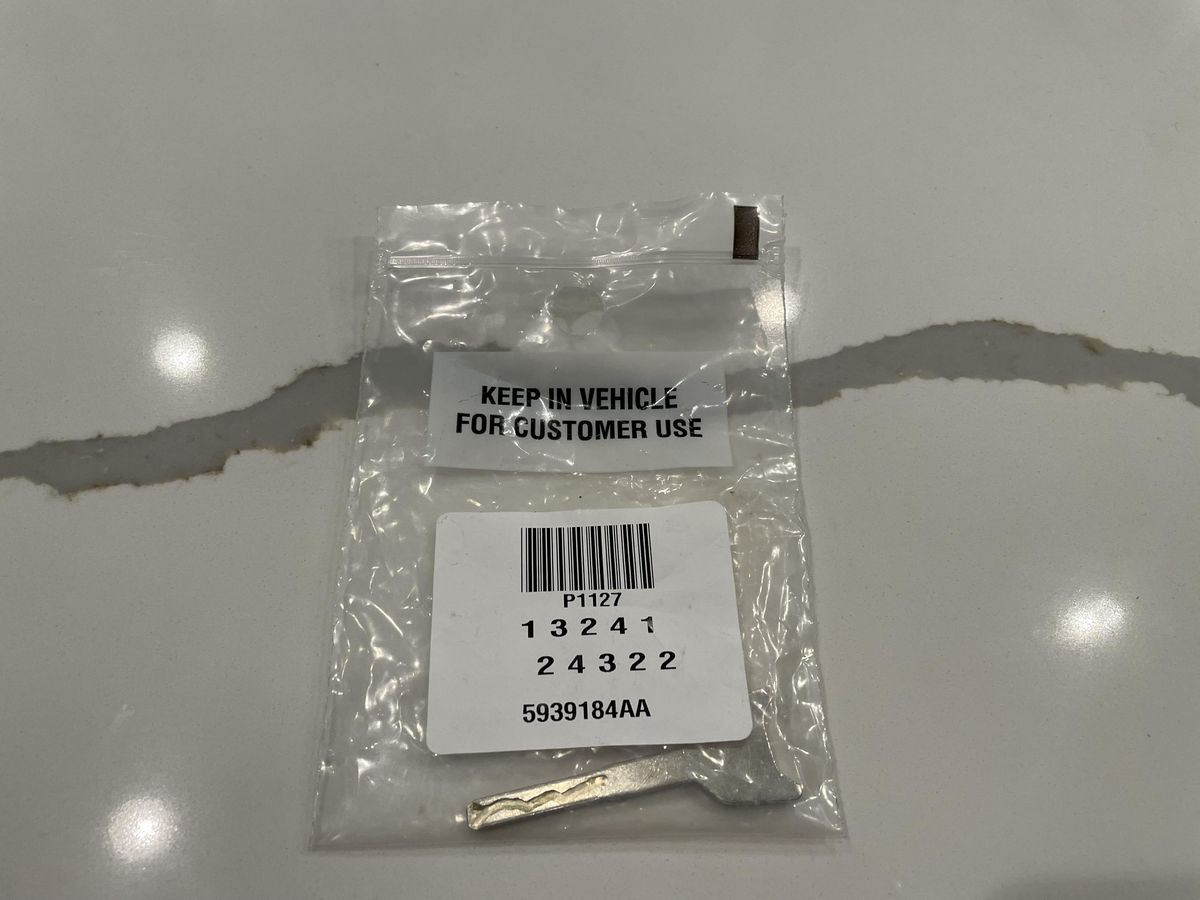 KEEP IN VEHICLE
FOR CUSTOMER USE
P1127
1 3 2 4 1
2 4 3 2 2
5939184AA